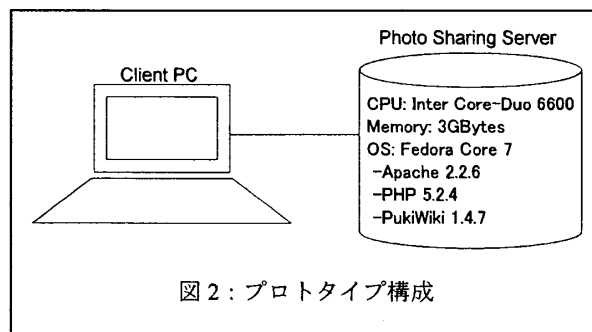 Photo Sharing Server
Client PC
CPU: Inter Core-Duo 6600
Memory: 3GBytes
OS: Fedora Core 7
-Apache 2.2.6
-PHP 5.2.4
-PukiWiki 1.4.7
図2：プロトタイプ構成